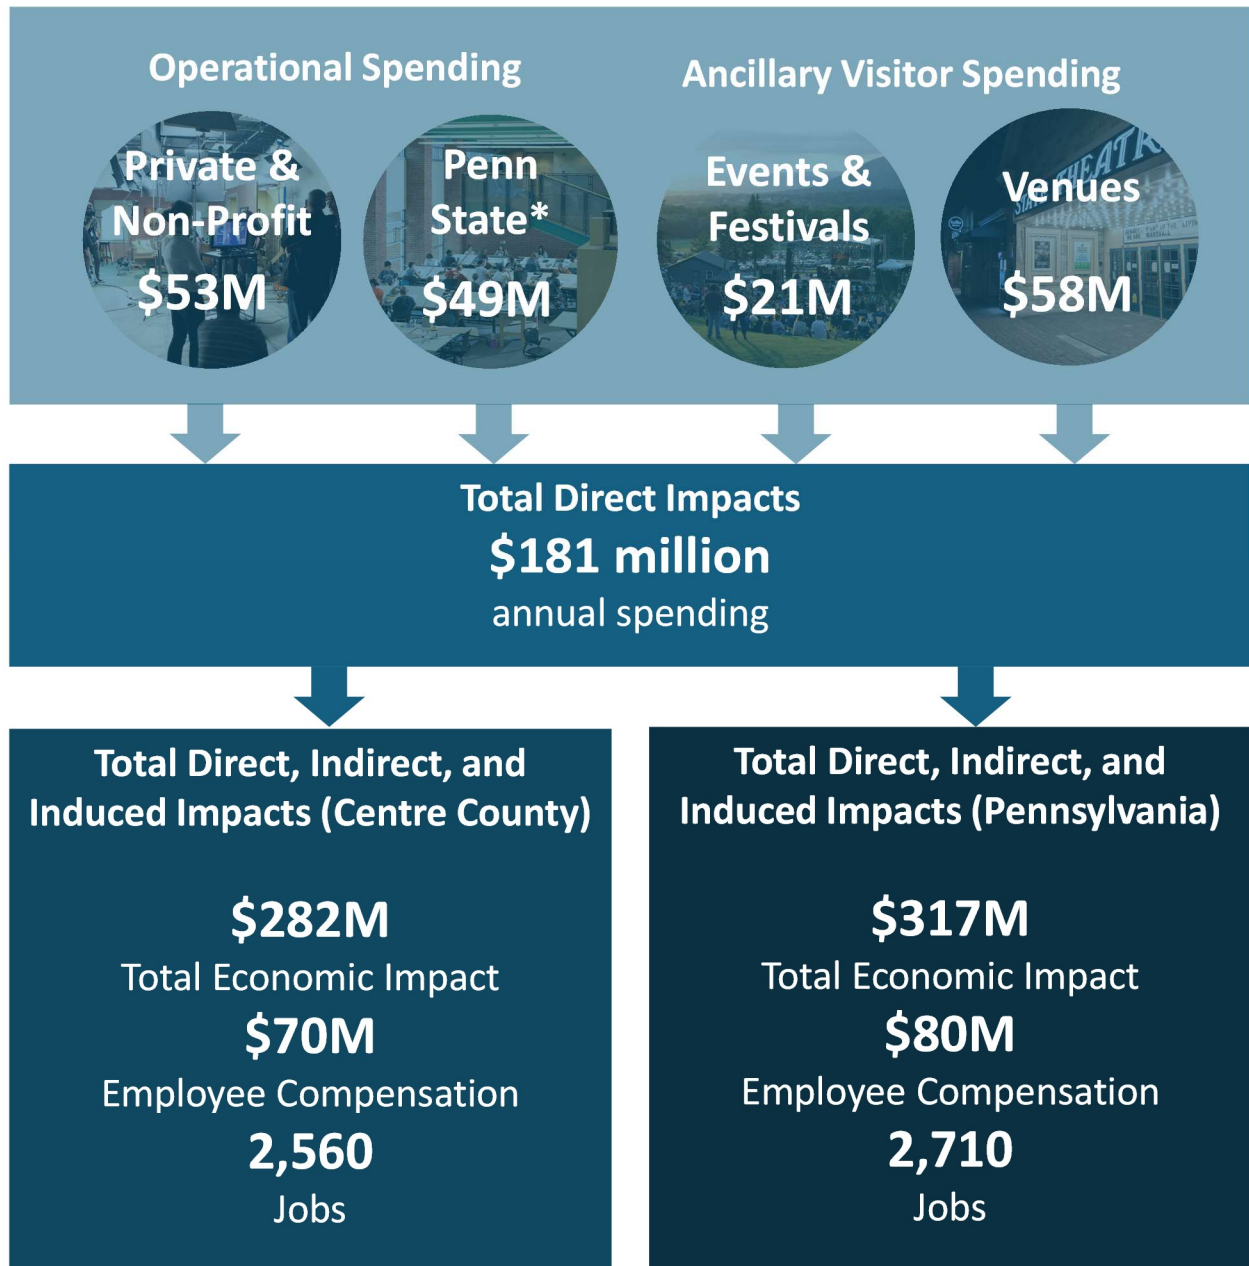 Operational Spending
Ancillary Visitor Spending
Private &
Non-Profit
$53M
Penn
State*
$49M
Events &
Festivals
$21M
Venues
$58M
STATE THEATRE
Total Direct Impacts
$181 million
annual spending
Total Direct, Indirect, and
Induced Impacts (Centre County)
$282M
Total Economic Impact
$70M
Employee Compensation
2,560
Jobs
Total Direct, Indirect, and
Induced Impacts (Pennsylvania)
$317M
Total Economic Impact
$80M
Employee Compensation
2,710
Jobs